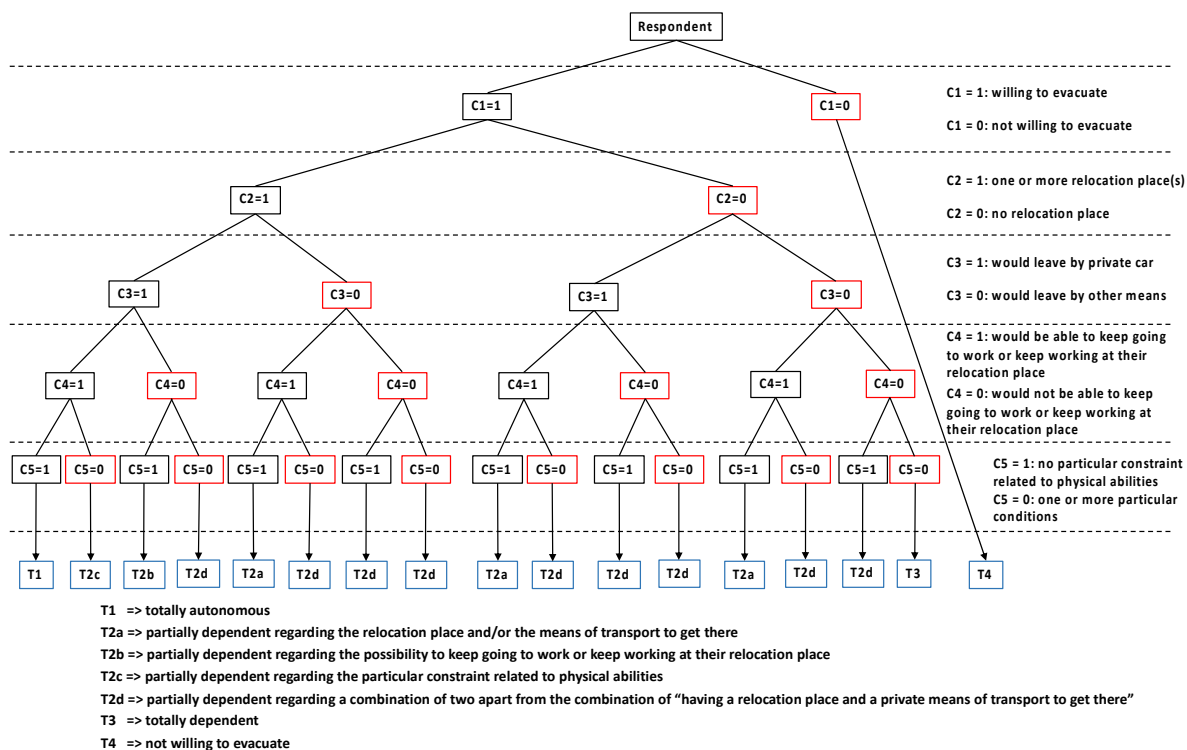 Respondent
C1=1
C1=0
C1 = 1: willing to evacuate
C1 = 0: not willing to evacuate
C2=1
C2=0
C2 = 1: one or more relocation place(s)
C2 = 0: no relocation place
C3=1
C3=0
C3=1
C3=0
C3 = 1: would leave by private car
C3 = 0: would leave by other means
C4=1
C4=0
C4=1
C4=0
C4=1
C4=0
C4=1
C4=0
C4 = 1: would be able to keep going
to work or keep working at their
relocation place
C4 = 0: would not be able to keep
going to work or keep working at
their relocation place
C5=1
C5=0
C5=1
C5=0
C5=1
C5=0
C5=1
C5=0
C5=1
C5=0
C5=1
C5=0
C5=1
C5=0
C5=1
C5=0
C5 = 1: no particular constraint
related to physical abilities
C5 = 0: one or more particular
conditions
T1
T2c
T2b
T2d
T2a
T2d
T2d
T2d
T2a
T2d
T2d
T2d
T2a
T2d
T2d
T3
T4
T1 => totally autonomous
T2a => partially dependent regarding the relocation place and/or the means of transport to get there
T2b => partially dependent regarding the possibility to keep going to work or keep working at their relocation place
T2c => partially dependent regarding the particular constraint related to physical abilities
T2d => partially dependent regarding a combination of two apart from the combination of “having a relocation place and a private means of transport to get there”
T3 => totally dependent
T4 => not willing to evacuate